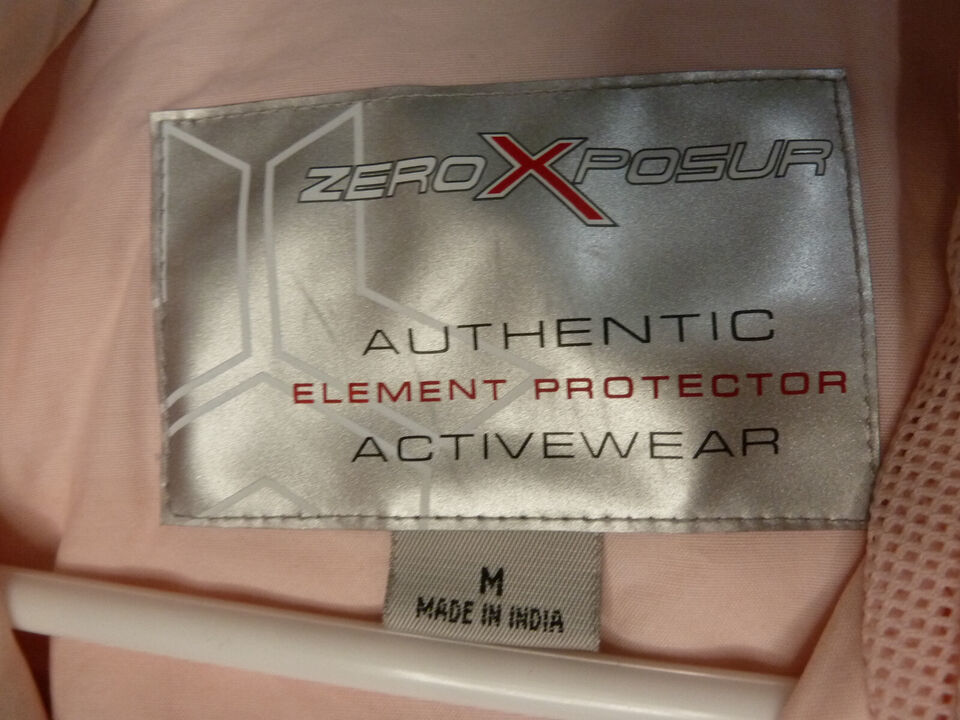 ZEROXPOSUR
AUTHENTIC
ELEMENT PROTECTOR
ACTIVEWEAR
M
MADE IN INDIA